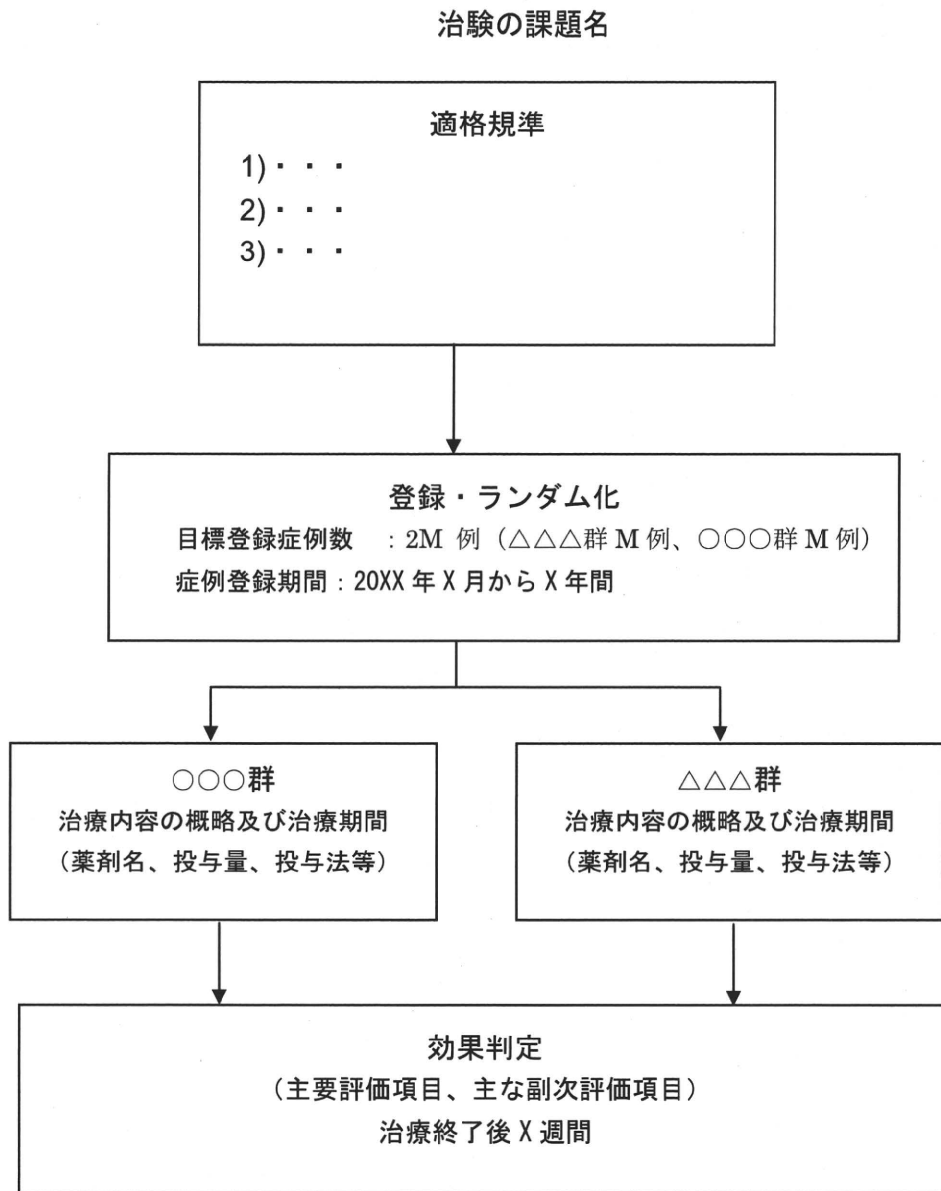 治験の課題名
適格規準
1)・・・
2)・・・
3)・・・
登録・ランダム化
目標登録症例数 : 2M 例（△△△群 M 例、○○○群 M 例）
症例登録期間：20XX 年 X 月から X 年間
○○○群
治療内容の概略及び治療期間
（薬剤名、投与量、投与法等）
△△△群
治療内容の概略及び治療期間
（薬剤名、投与量、投与法等）
効果判定
（主要評価項目、主な副次評価項目）
治療終了後 X 週間